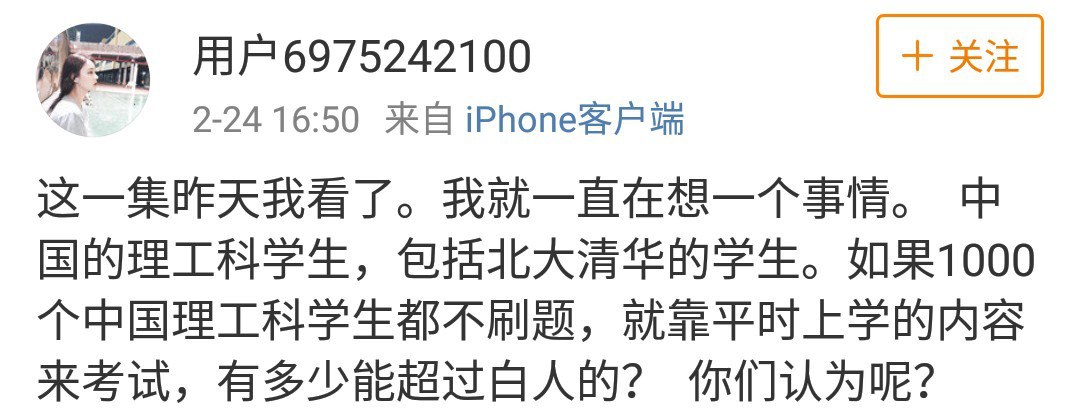 用户6975242100
+ 关注
2-24 16:50 来自 iPhone客户端
这一集昨天我看了。我就一直在想一个事情。 中
国的理工科学生，包括北大清华的学生。如果1000
个中国理工科学生都不刷题，就靠平时上学的内容
来考试，有多少能超过白人的？ 你们认为呢？